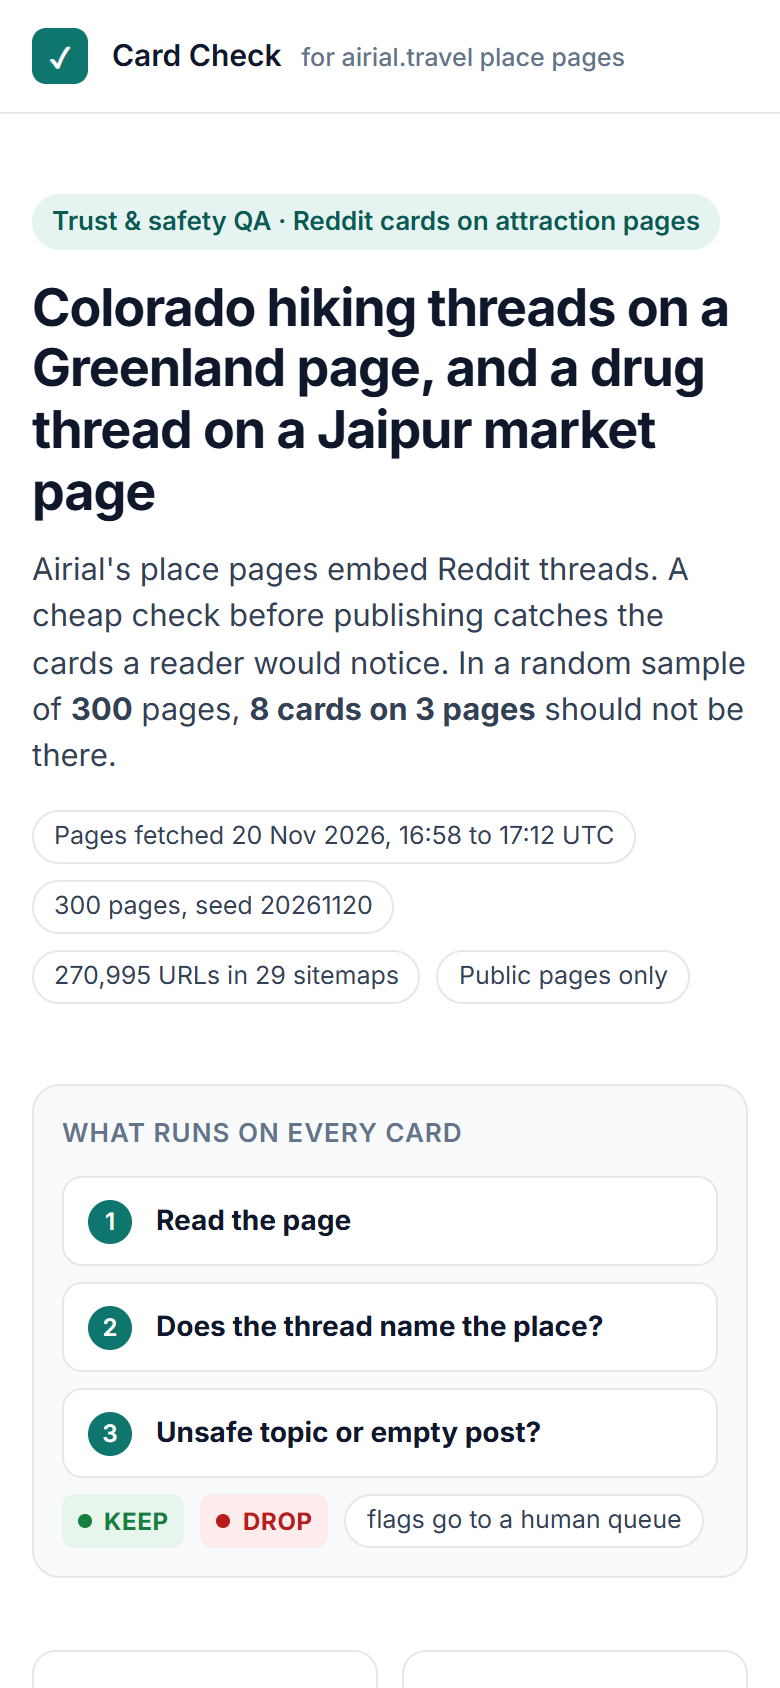 Card Check for airial.travel place pages
Trust & safety QA · Reddit cards on attraction pages
Colorado hiking threads on a
Greenland page, and a drug
thread on a Jaipur market
page
Airial's place pages embed Reddit threads. A
cheap check before publishing catches the
cards a reader would notice. In a random sample
of 300 pages, 8 cards on 3 pages should not be
there.
Pages fetched 20 Nov 2026, 16:58 to 17:12 UTC
300 pages, seed 20261120
270,995 URLs in 29 sitemaps
Public pages only
WHAT RUNS ON EVERY CARD
1 Read the page
2 Does the thread name the place?
3 Unsafe topic or empty post?
KEEP DROP flags go to a human queue